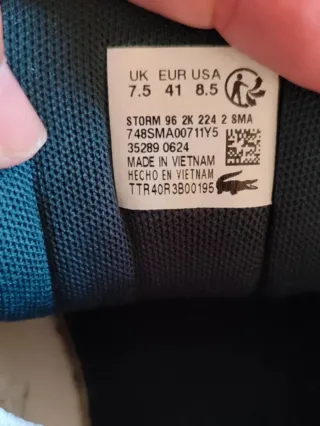 UK EUR USA
7.5 41 8.5
STORM 96 2K 224 2 SMA
748SMA00711Y5
35289 0624
MADE IN VIETNAM
HECHO EN VIETNAM
TTR40R3B00195